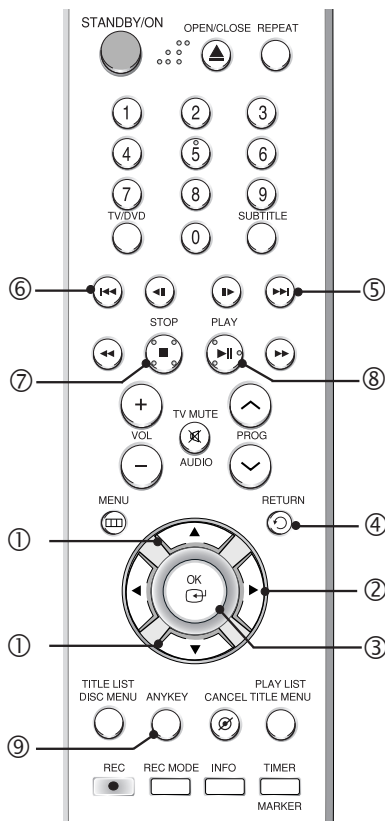 STANDBY/ON
OPEN/CLOSE REPEAT
1 2 3
4 5 6
7 8 9
TV/DVD SUBTITLE
0
⑥ ⑤
STOP PLAY
⑦ ⑧
+
TV MUTE
VOL PROG
− AUDIO
MENU RETURN
① ④
OK
②
① ③
TITLE LIST PLAY LIST
DISC MENU ANYKEY CANCEL TITLE MENU
⑨
REC REC MODE INFO TIMER
MARKER